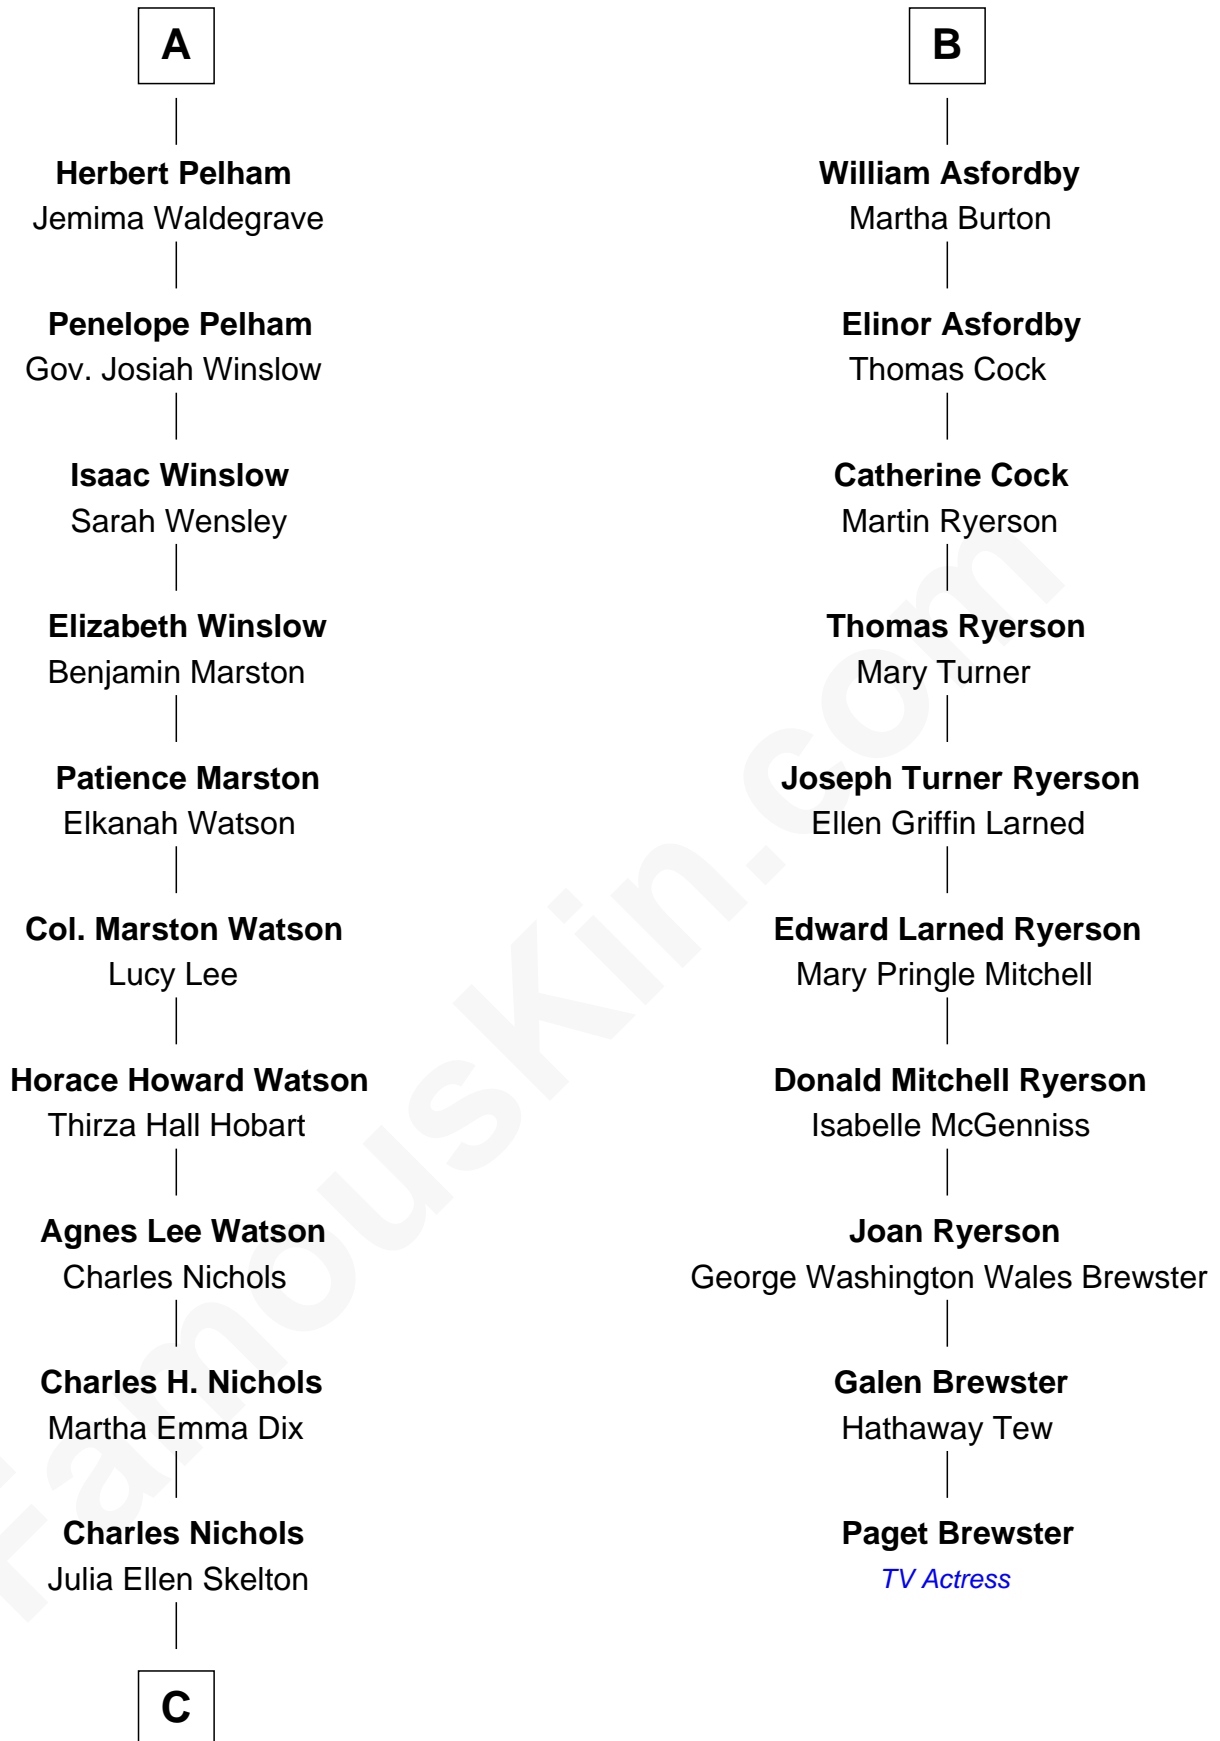 A
Herbert Pelham
Jemima Waldegrave
Penelope Pelham
Gov. Josiah Winslow
Isaac Winslow
Sarah Wensley
Elizabeth Winslow
Benjamin Marston
Patience Marston
Elkanah Watson
Col. Marston Watson
Lucy Lee
Horace Howard Watson
Thirza Hall Hobart
Agnes Lee Watson
Charles Nichols
Charles H. Nichols
Martha Emma Dix
Charles Nichols
Julia Ellen Skelton
C
B
William Asfordby
Martha Burton
Elinor Asfordby
Thomas Cock
Catherine Cock
Martin Ryerson
Thomas Ryerson
Mary Turner
Joseph Turner Ryerson
Ellen Griffin Larned
Edward Larned Ryerson
Mary Pringle Mitchell
Donald Mitchell Ryerson
Isabelle McGenniss
Joan Ryerson
George Washington Wales Brewster
Galen Brewster
Hathaway Tew
Paget Brewster
TV Actress
FamousKin.com